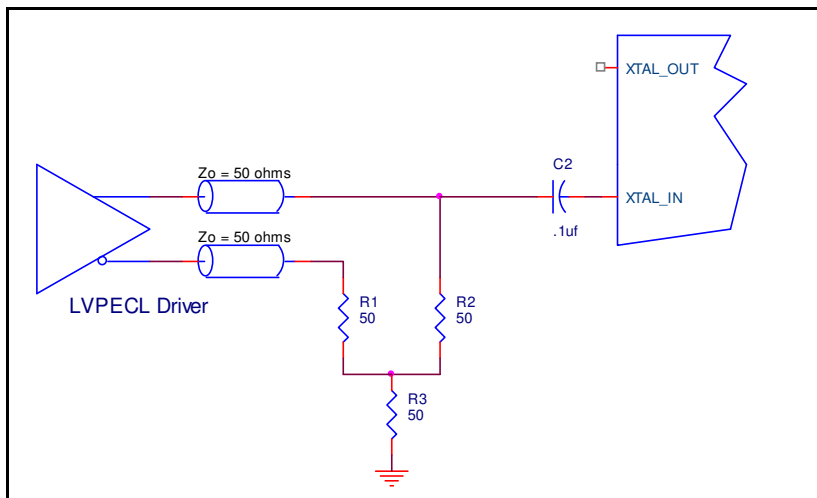 XTAL_OUT
Zo = 50 ohms
C2
XTAL_IN
.1uf
Zo = 50 ohms
LVPECL Driver
R1
50
R2
50
R3
50